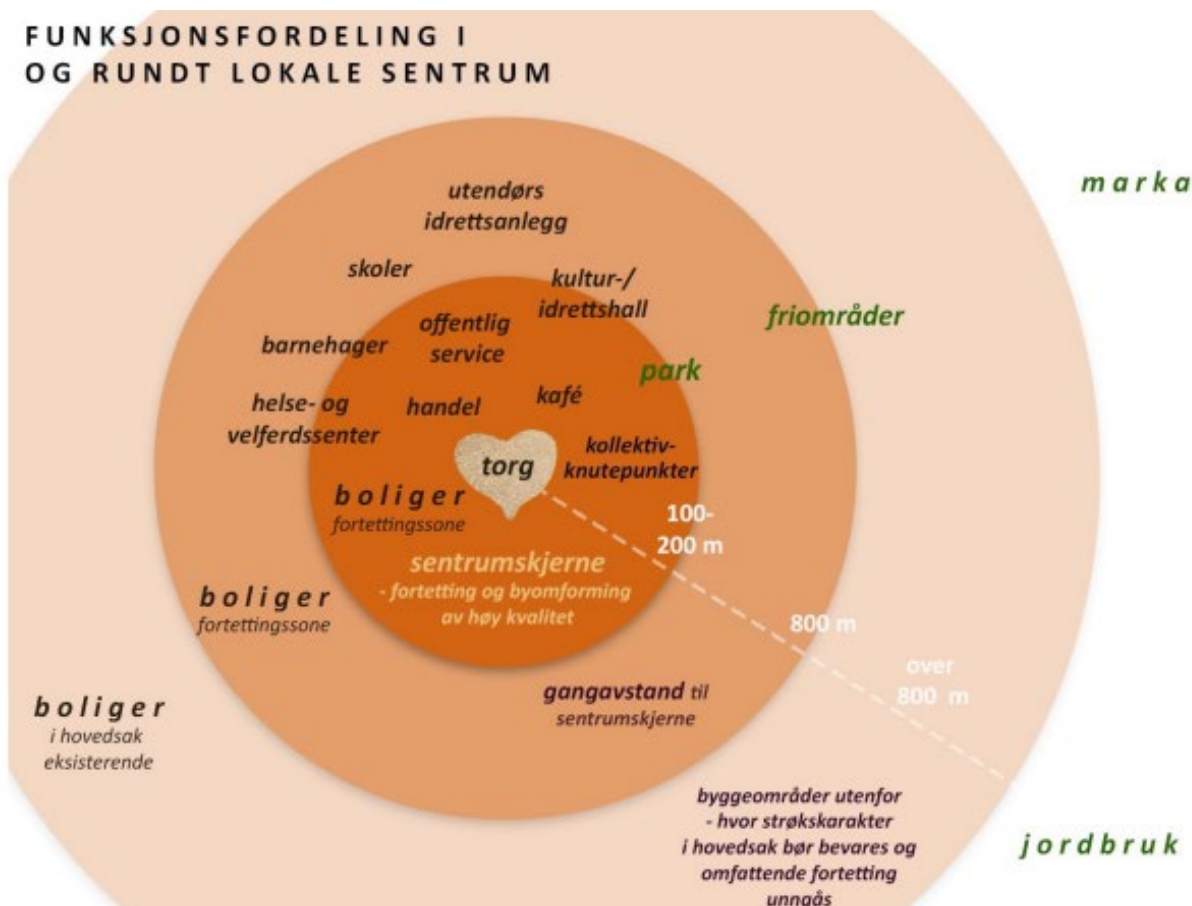 FUNKSJONSFORDELING I
OG RUNDT LOKALE SENTRUM
marka
utendørs
idrettsanlegg
skoler
kultur-/
idrettshall
friområder
offentlig
service
barnehager
park
helse- og
velferdssenter
handel
kafé
torg
kollektiv-
knutepunkter
boliger
fortettingssone
100-
200 m
sentrumskjerne
- fortetting og byomforming
av høy kvalitet
boliger
fortettingssone
800 m
over
800 m
gangavstand til
sentrumskjerne
boliger
i hovedsak
eksisterende
byggeområder utenfor
- hvor strøkskarakter
i hovedsak bør bevares og
omfattende fortetting
unngås
jordbruk